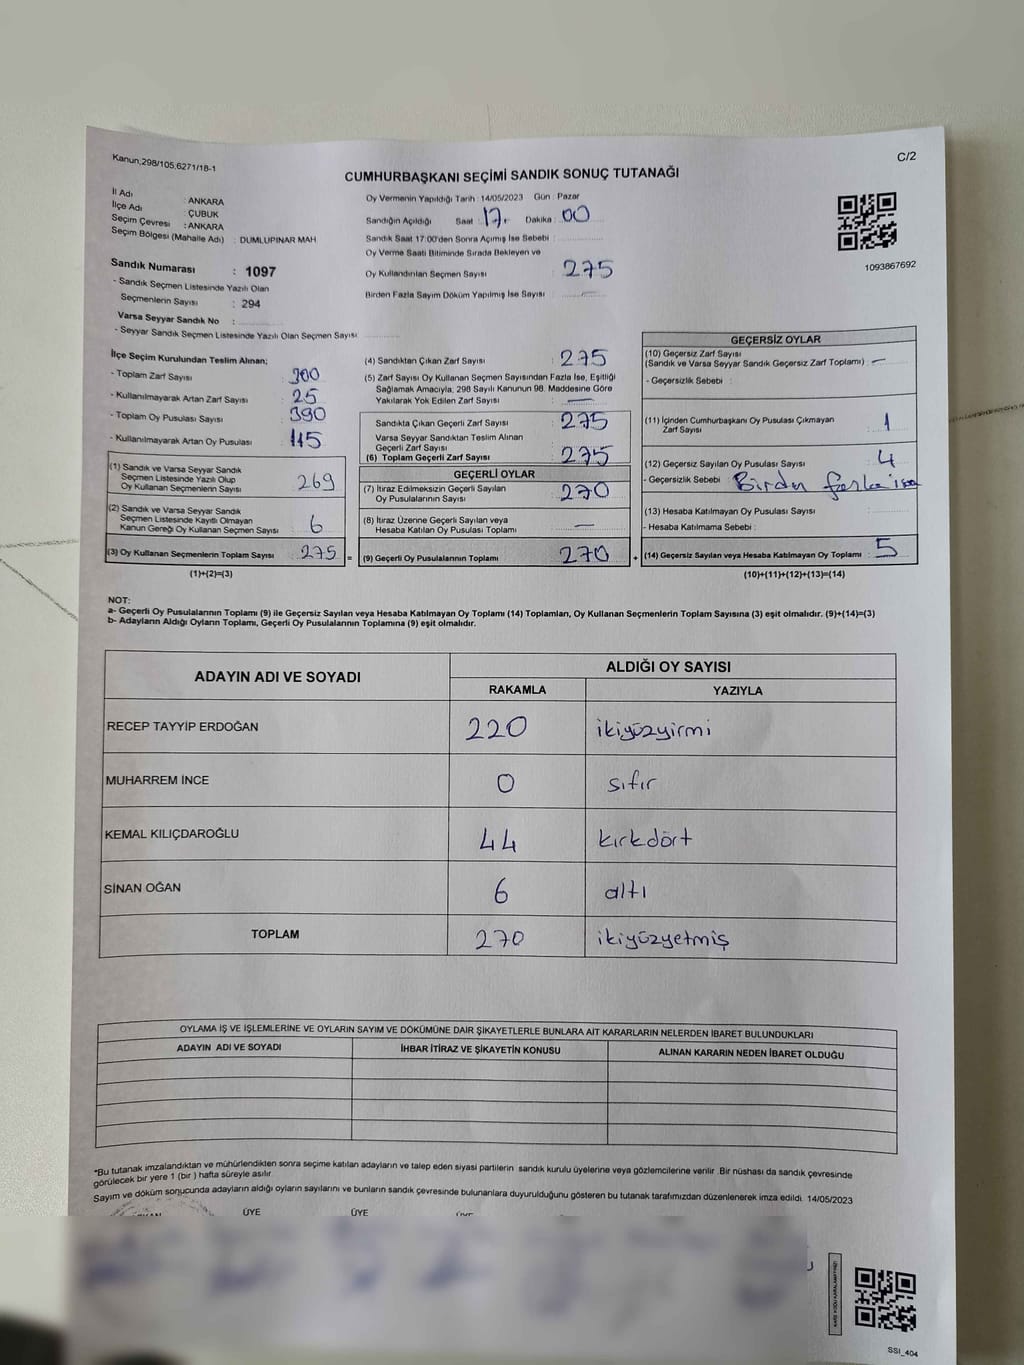 Kanun;298/105,6271/18-1
C/2
CUMHURBAŞKANI SEÇİMİ SANDIK SONUÇ TUTANAĞI
İl Adı : ANKARA
İlçe Adı : ÇUBUK
Seçim Çevresi : ANKARA
Seçim Bölgesi (Mahalle Adı) : DUMLUPINAR MAH
Sandık Numarası : 1097
- Sandık Seçmen Listesinde Yazılı Olan
Seçmenlerin Sayısı : 294
Varsa Seyyar Sandık No :
- Seyyar Sandık Seçmen Listesinde Yazılı Olan Seçmen Sayısı
Oy Vermenin Yapıldığı Tarih : 14/05/2023 Gün : Pazar
Sandığın Açıldığı Saat : 17 Dakika : 00
Sandık Saat 17:00'den Sonra Açımış İse Sebebi :
Oy Verme Saati Bitiminde Sırada Bekleyen ve
Oy Kullandırılan Seçmen Sayısı : 275
Birden Fazla Sayım Döküm Yapılmış İse Sayısı : —
1093867692
İlçe Seçim Kurulundan Teslim Alınan;
- Toplam Zarf Sayısı : 300
- Kullanılmayarak Artan Zarf Sayısı : 25
- Toplam Oy Pusulası Sayısı : 390
- Kullanılmayarak Artan Oy Pusulası : 115
(1) Sandık ve Varsa Seyyar Sandık
Seçmen Listesinde Yazılı Olup
Oy Kullanan Seçmenlerin Sayısı : 269
(2) Sandık ve Varsa Seyyar Sandık
Seçmen Listesinde Kayıtlı Olmayan
Kanun Gereği Oy Kullanan Seçmen Sayısı : 6
(3) Oy Kullanan Seçmenlerin Toplam Sayısı : 275 =
(1)+(2)=(3)
(4) Sandıktan Çıkan Zarf Sayısı : 275
(5) Zarf Sayısı Oy Kullanan Seçmen Sayısından Fazla İse, Eşitliği
Sağlamak Amacıyla; 298 Sayılı Kanunun 98. Maddesine Göre
Yakılarak Yok Edilen Zarf Sayısı : —
Sandıkta Çıkan Geçerli Zarf Sayısı : 275
Varsa Seyyar Sandıktan Teslim Alınan
Geçerli Zarf Sayısı :
(6) Toplam Geçerli Zarf Sayısı : 275
GEÇERLİ OYLAR
(7) İtiraz Edilmeksizin Geçerli Sayılan
Oy Pusulalarının Sayısı : 270
(8) İtiraz Üzerine Geçerli Sayılan veya
Hesaba Katılan Oy Pusulası Toplamı : —
(9) Geçerli Oy Pusulalarının Toplamı : 270 +
GEÇERSİZ OYLAR
(10) Geçersiz Zarf Sayısı
(Sandık ve Varsa Seyyar Sandık Geçersiz Zarf Toplamı) : —
- Geçersizlik Sebebi :
(11) İçinden Cumhurbaşkanı Oy Pusulası Çıkmayan
Zarf Sayısı : 1
(12) Geçersiz Sayılan Oy Pusulası Sayısı : 4
- Geçersizlik Sebebi : Birden fazla
(13) Hesaba Katılmayan Oy Pusulası Sayısı :
- Hesaba Katılmama Sebebi :
(14) Geçersiz Sayılan veya Hesaba Katılmayan Oy Toplamı : 5
(10)+(11)+(12)+(13)=(14)
NOT:
a- Geçerli Oy Pusulalarının Toplamı (9) ile Geçersiz Sayılan veya Hesaba Katılmayan Oy Toplamı (14) Toplamları, Oy Kullanan Seçmenlerin Toplam Sayısına (3) eşit olmalıdır. (9)+(14)=(3)
b- Adayların Aldığı Oyların Toplamı, Geçerli Oy Pusulalarının Toplamına (9) eşit olmalıdır.
ADAYIN ADI VE SOYADI
ALDIĞI OY SAYISI
RAKAMLA YAZIYLA
RECEP TAYYİP ERDOĞAN 220 ikiyüzyirmi
MUHARREM İNCE 0 sıfır
KEMAL KILIÇDAROĞLU 44 kırkdört
SİNAN OĞAN 6 altı
TOPLAM 270 ikiyüzyetmiş
OYLAMA İŞ VE İŞLEMLERİNE VE OYLARIN SAYIM VE DÖKÜMÜNE DAİR ŞİKAYETLERLE BUNLARA AİT KARARLARIN NELERDEN İBARET BULUNDUKLARI
ADAYIN ADI VE SOYADI İHBAR İTİRAZ VE ŞİKAYETİN KONUSU ALINAN KARARIN NEDEN İBARET OLDUĞU
*Bu tutanak imzalandıktan ve mühürlendikten sonra seçime katılan adayların ve talep eden siyasi partilerin sandık kurulu üyelerine veya gözlemcilerine verilir .Bir nüshası da sandık çevresinde
görülecek bir yere 1 (bir ) hafta süreyle asılır.
Sayım ve döküm sonucunda adayların aldığı oyların sayılarını ve bunların sandık çevresinde bulunanlara duyurulduğunu gösteren bu tutanak tarafımızdan düzenlenerek imza edildi. 14/05/2023
ÜYE ÜYE
SSI_404